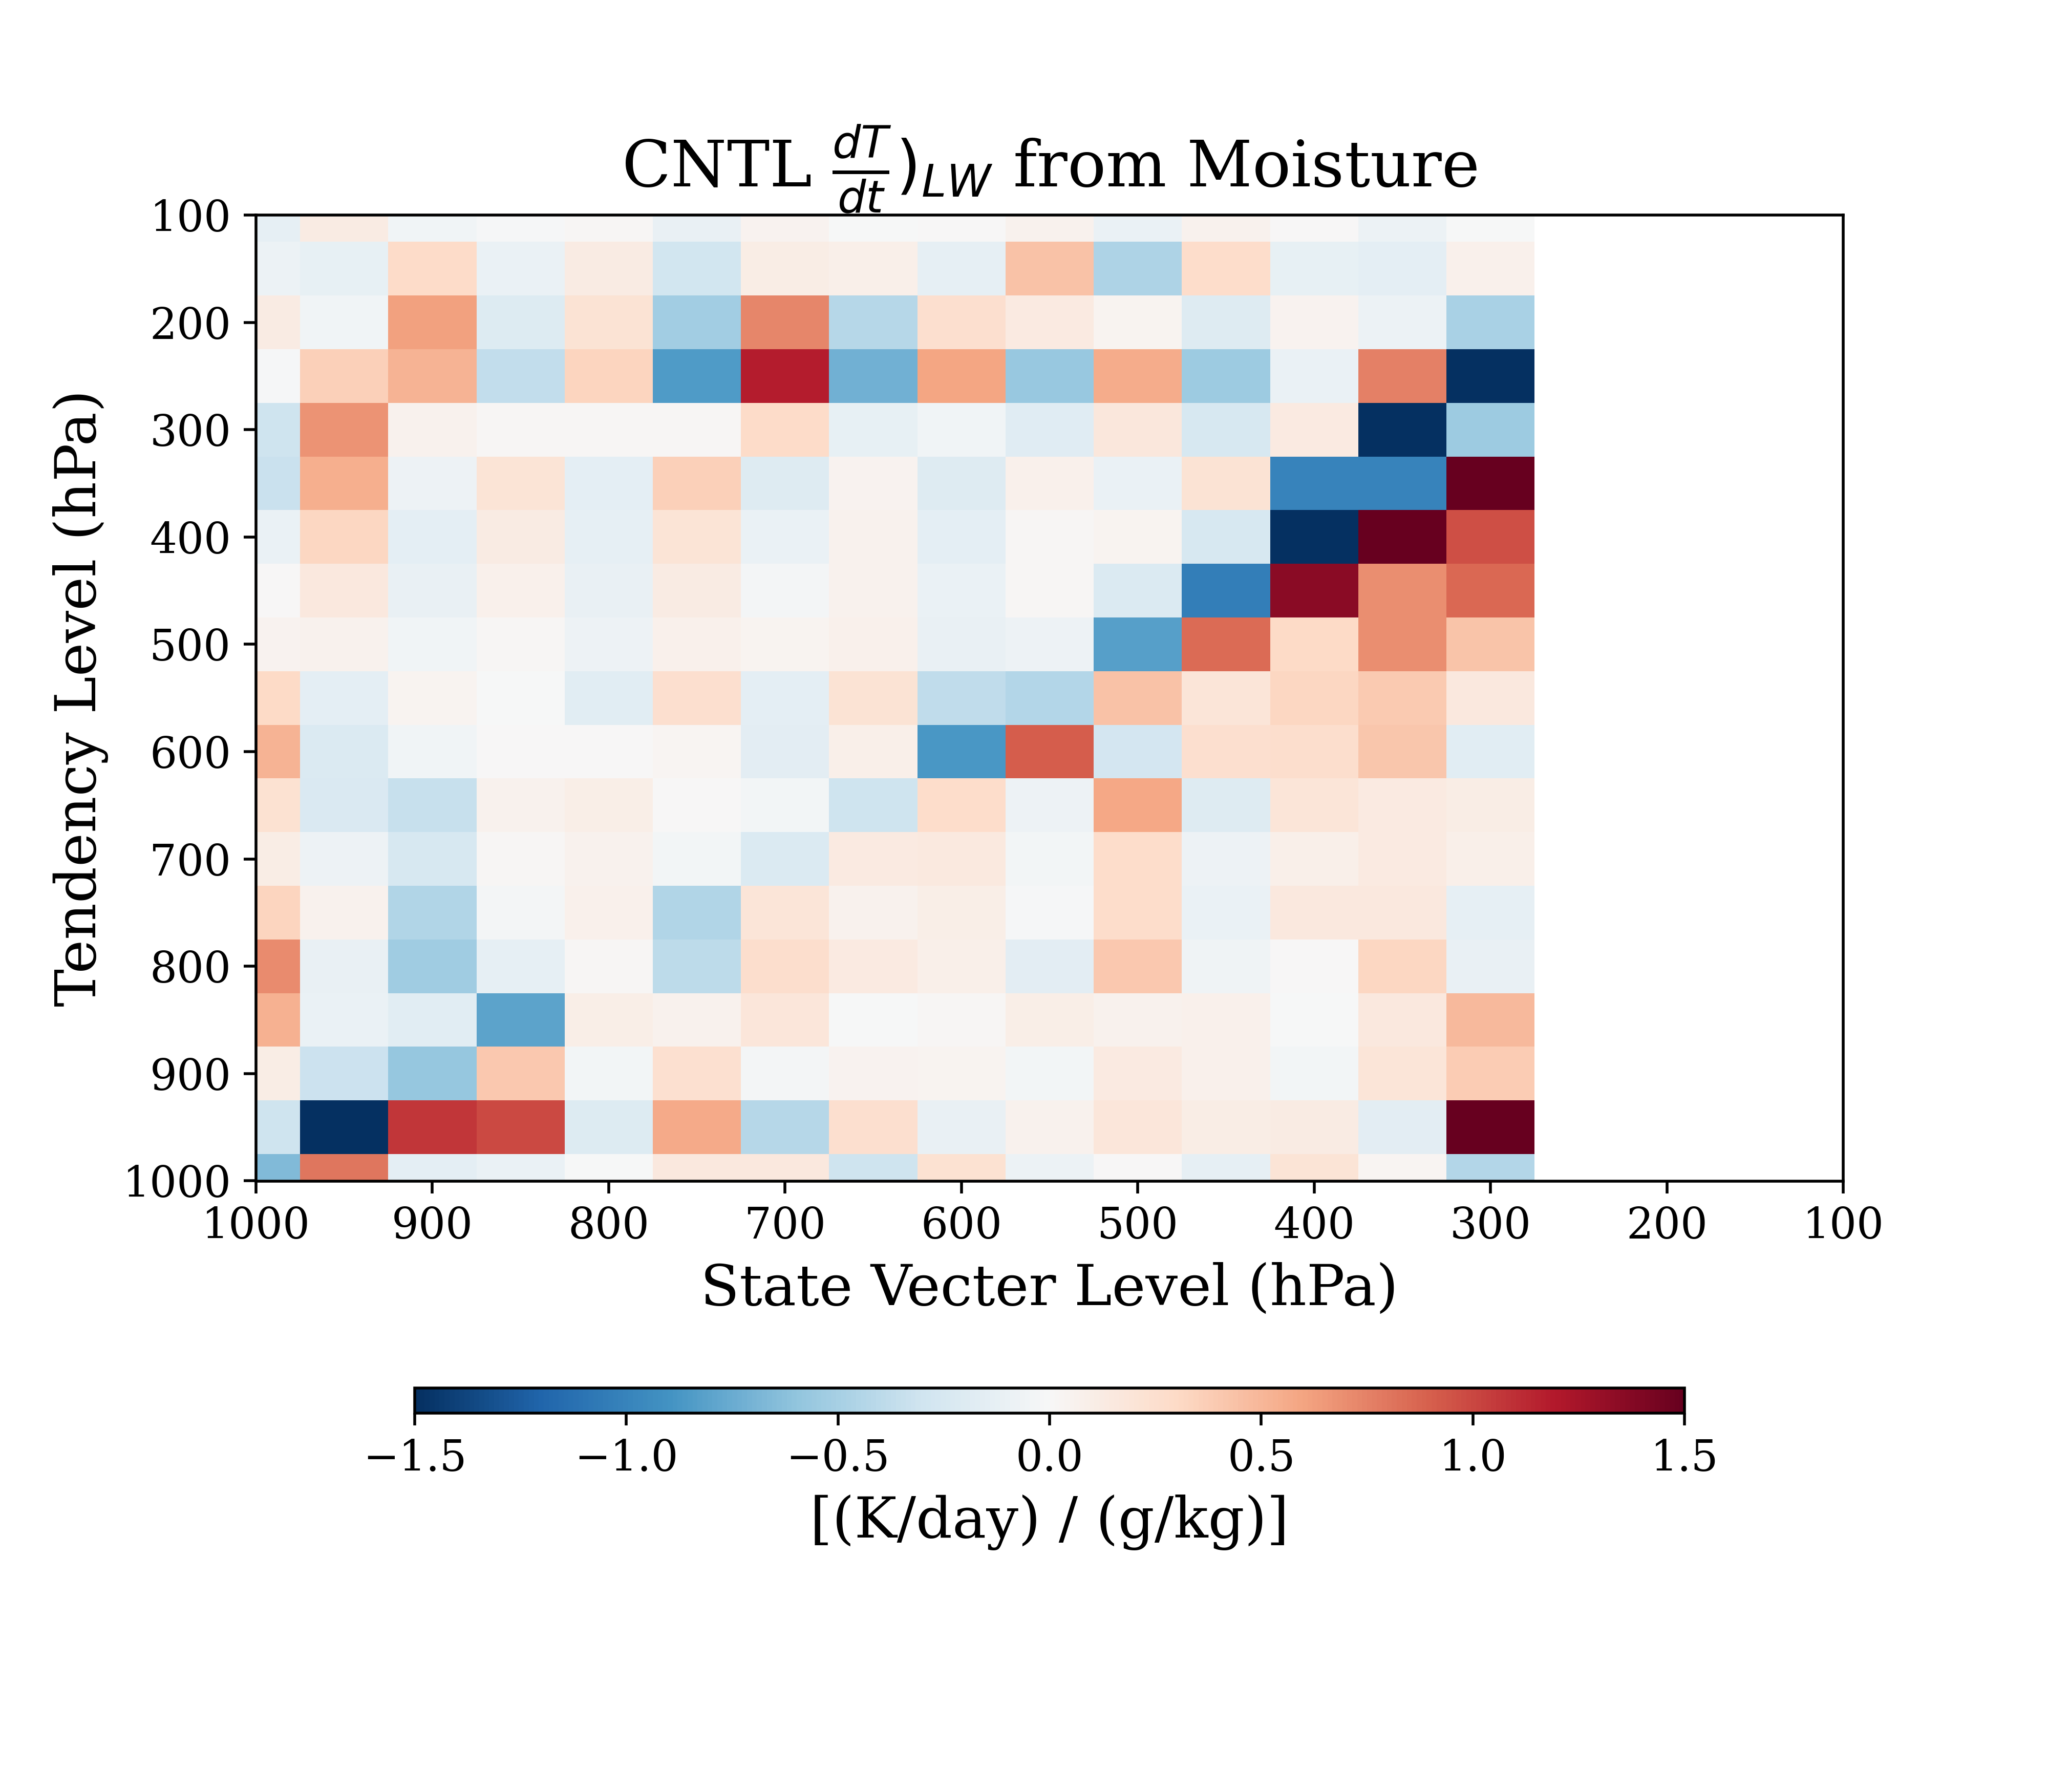 CNTL dT/dt)LW from Moisture
Tendency Level (hPa)
100
200
300
400
500
600
700
800
900
1000
1000 900 800 700 600 500 400 300 200 100
State Vecter Level (hPa)
−1.5 −1.0 −0.5 0.0 0.5 1.0 1.5
[(K/day) / (g/kg)]